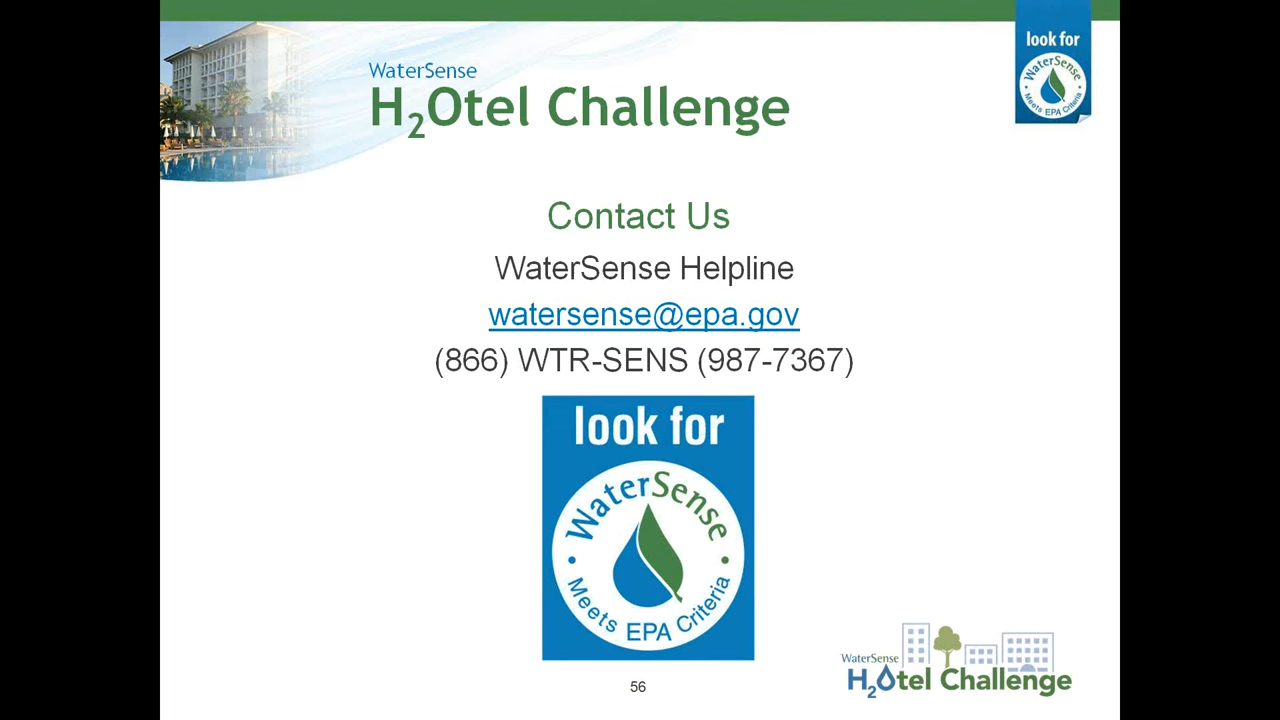 WaterSense
H2Otel Challenge
look for
WaterSense
Meets EPA Criteria
Contact Us
WaterSense Helpline
watersense@epa.gov
(866) WTR-SENS (987-7367)
look for
WaterSense
Meets EPA Criteria
WaterSense
H2Otel Challenge
56